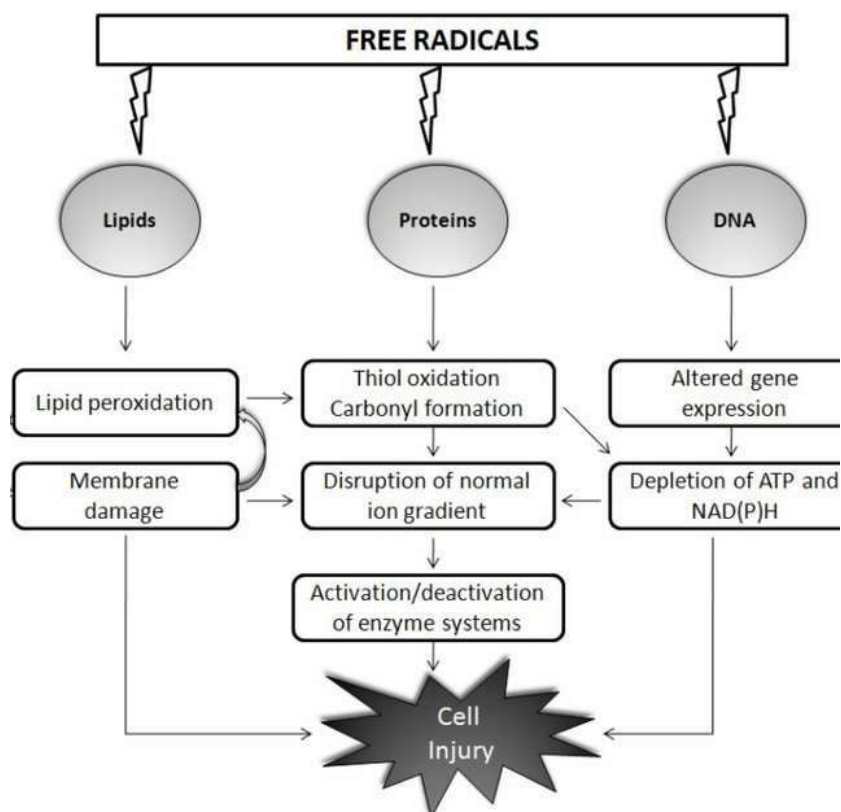 FREE RADICALS
Lipids
Proteins
DNA
Lipid peroxidation
Thiol oxidation
Carbonyl formation
Altered gene
expression
Membrane
damage
Disruption of normal
ion gradient
Depletion of ATP and
NAD(P)H
Activation/deactivation
of enzyme systems
Cell
Injury